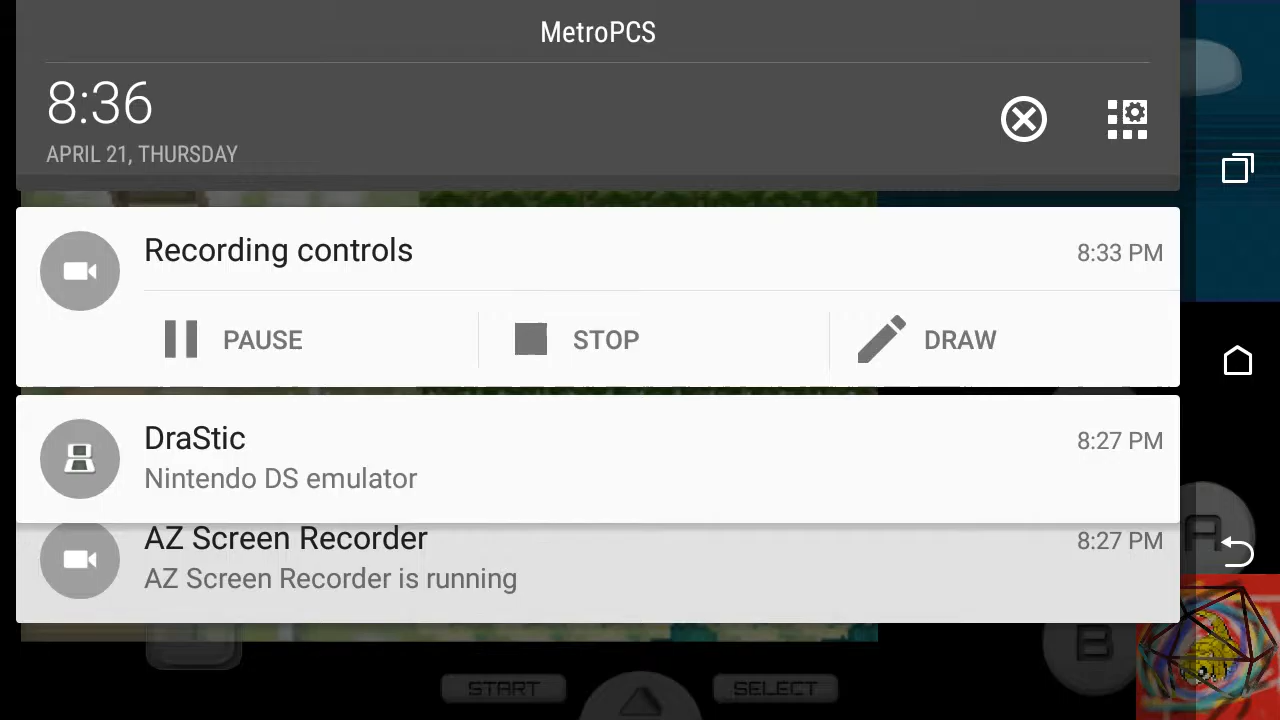 MetroPCS
8:36
APRIL 21, THURSDAY
Recording controls
8:33 PM
PAUSE
STOP
DRAW
DraStic
8:27 PM
Nintendo DS emulator
AZ Screen Recorder
8:27 PM
AZ Screen Recorder is running
A
B
START
SELECT